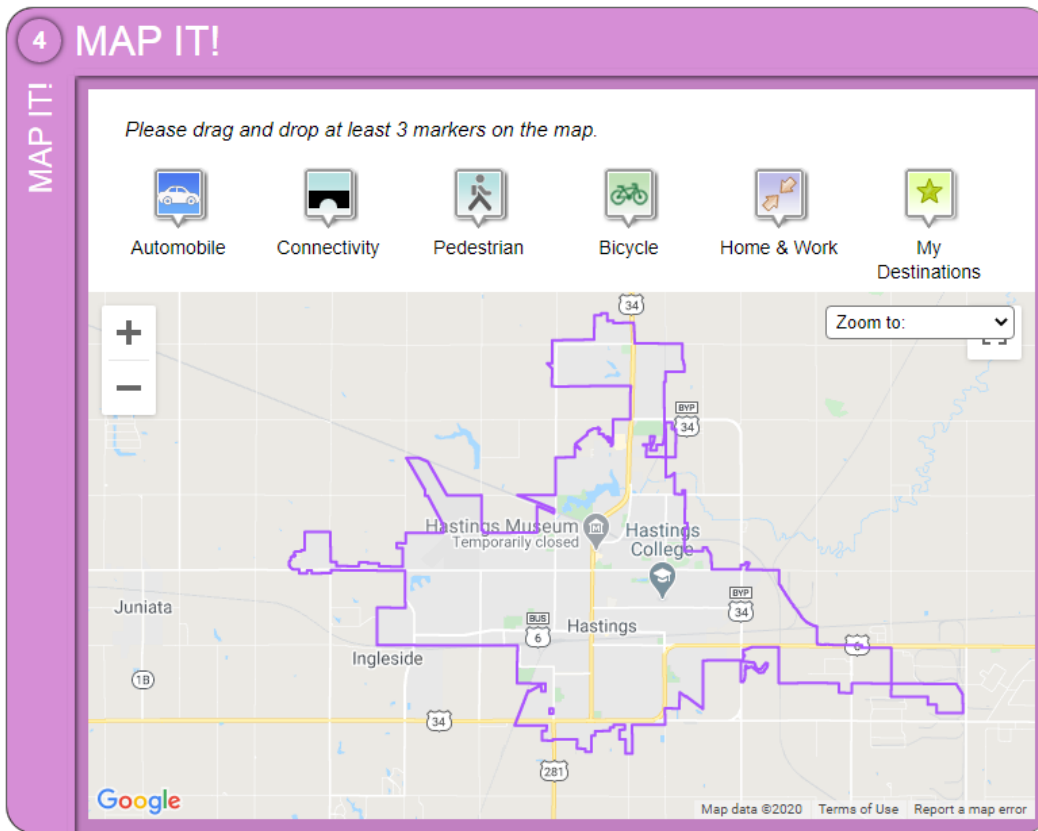 4
MAP IT!
MAP IT!
Please drag and drop at least 3 markers on the map.
Automobile
Connectivity
Pedestrian
Bicycle
Home & Work
My
Destinations
+
−
34
Zoom to:
BYP
34
Hastings Museum
Temporarily closed
Hastings
College
BYP
34
Juniata
BUS
6
Hastings
6
Ingleside
1B
34
281
Google
Map data ©2020
Terms of Use
Report a map error